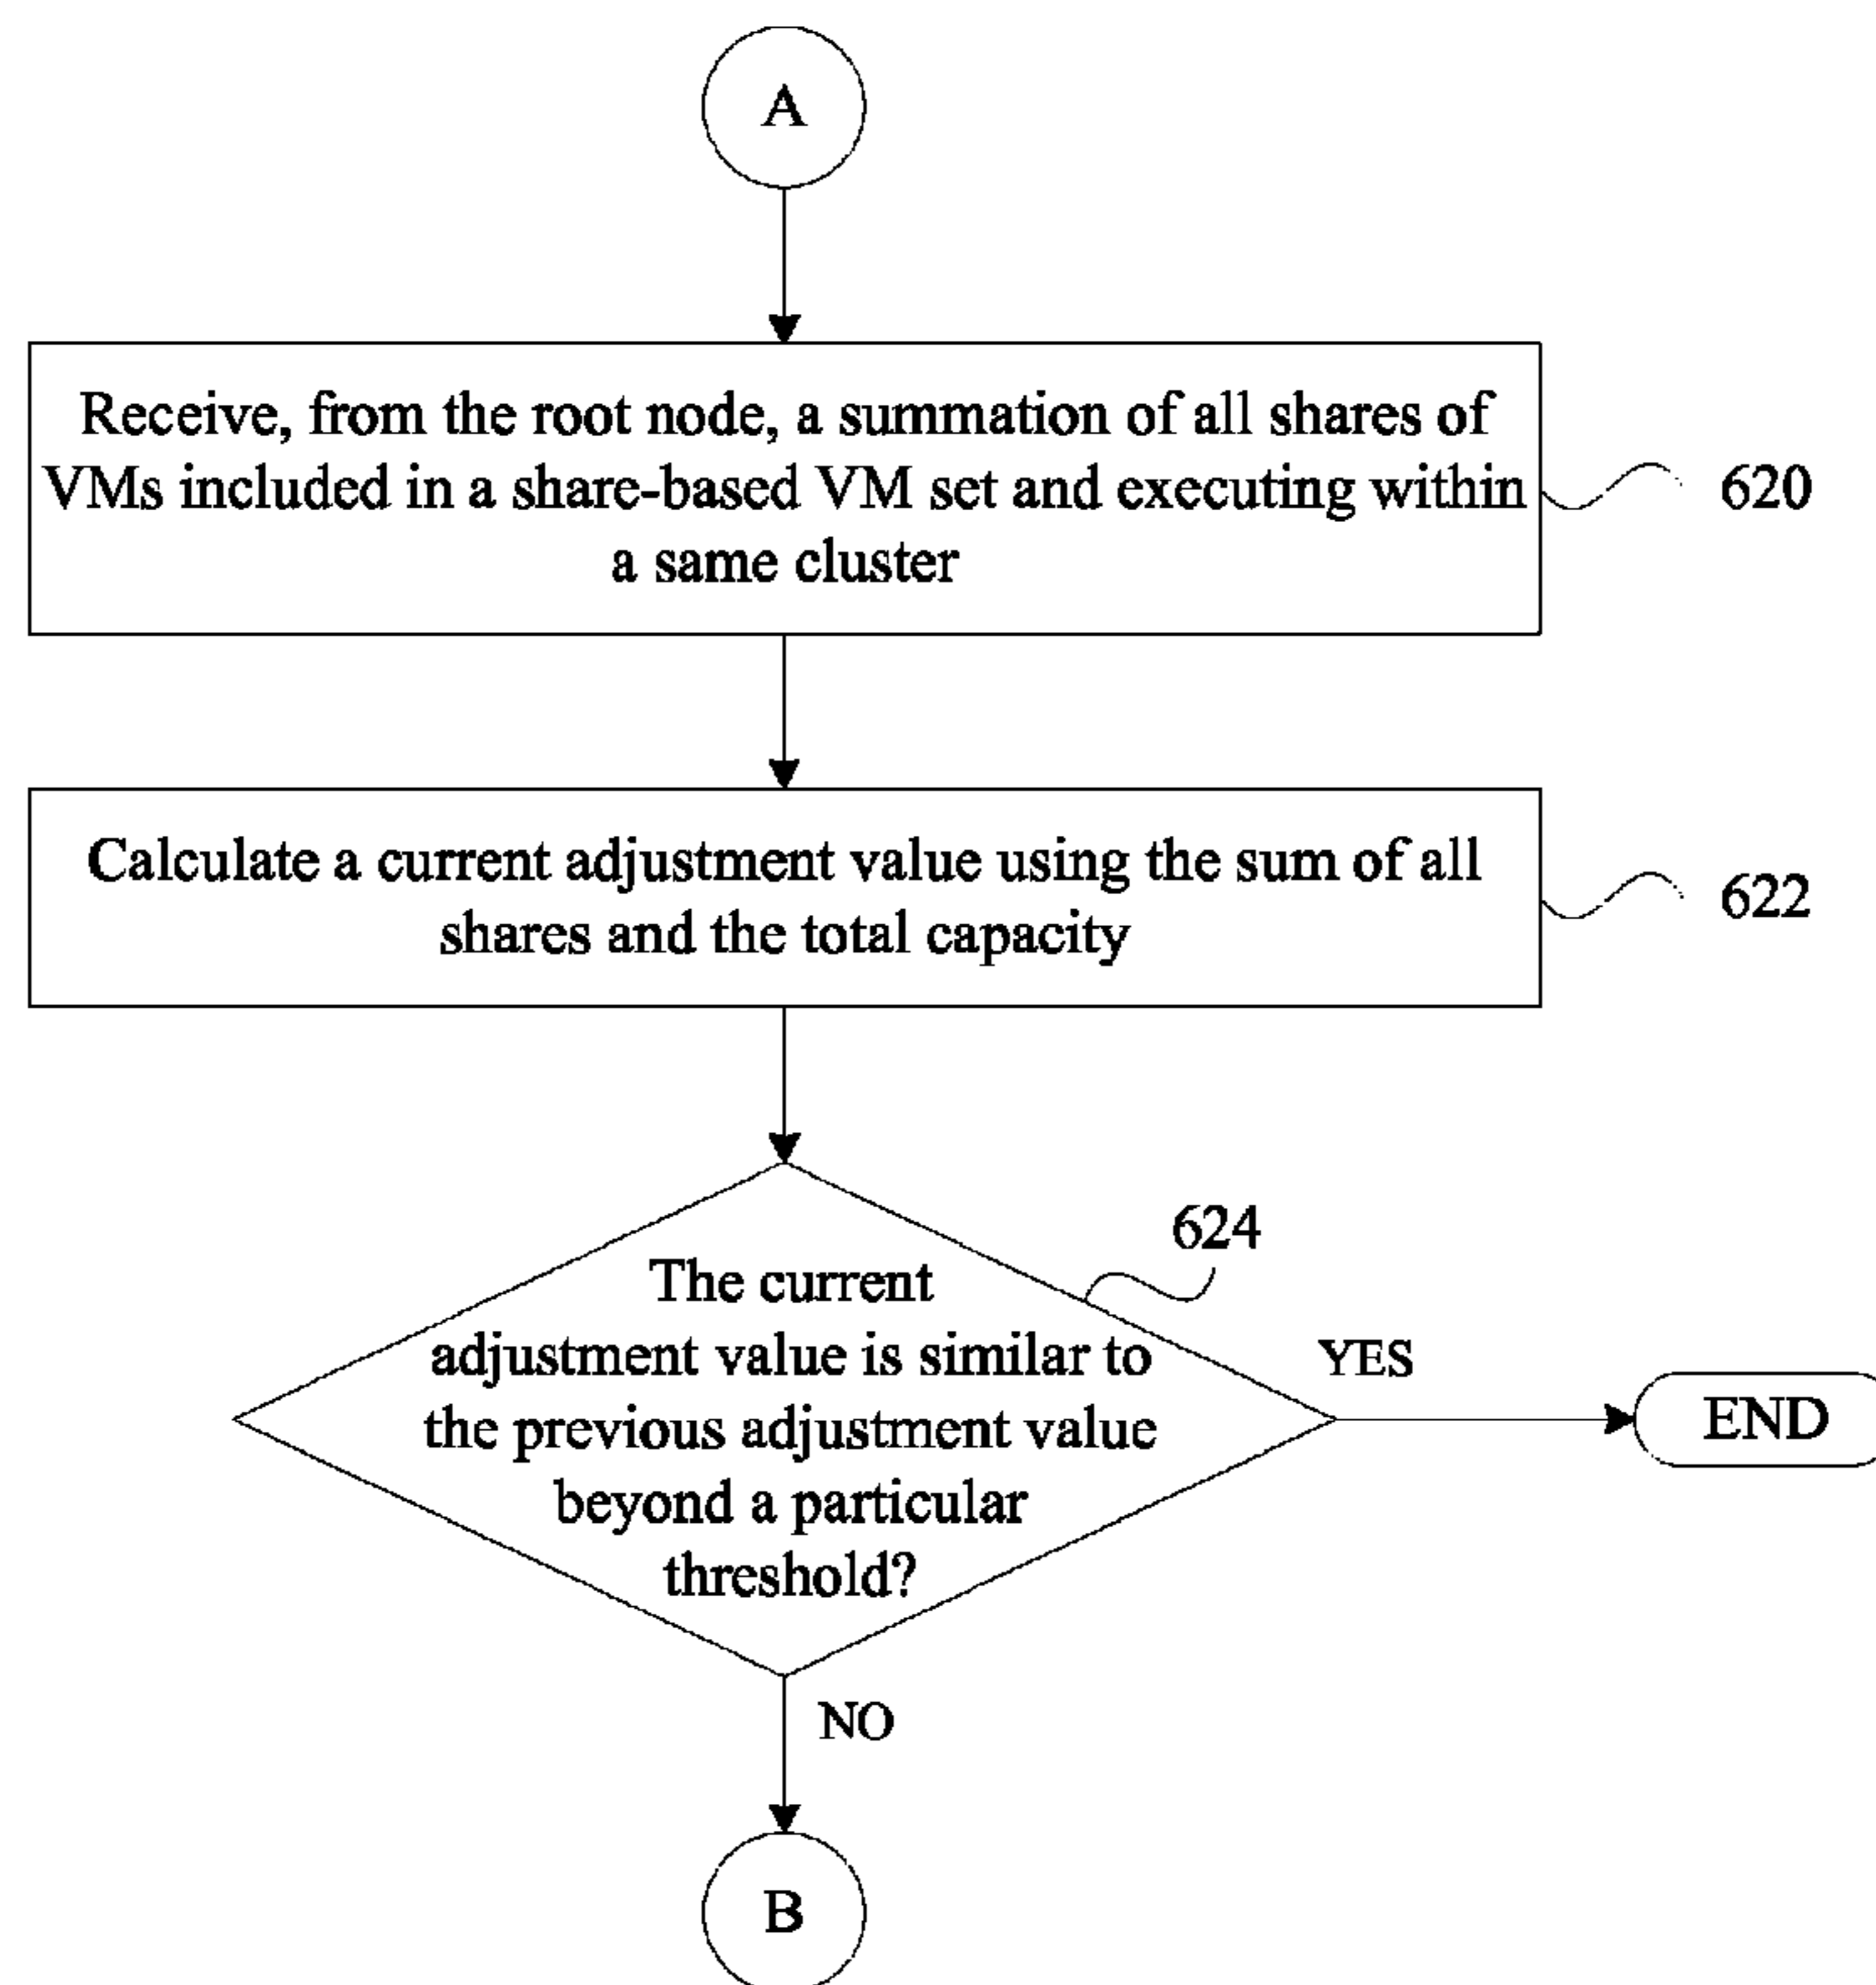 A
Receive, from the root node, a summation of all shares of
VMs included in a share-based VM set and executing within
a same cluster
620
Calculate a current adjustment value using the sum of all
shares and the total capacity
622
624
The current
adjustment value is similar to
the previous adjustment value
beyond a particular
threshold?
YES
END
NO
B